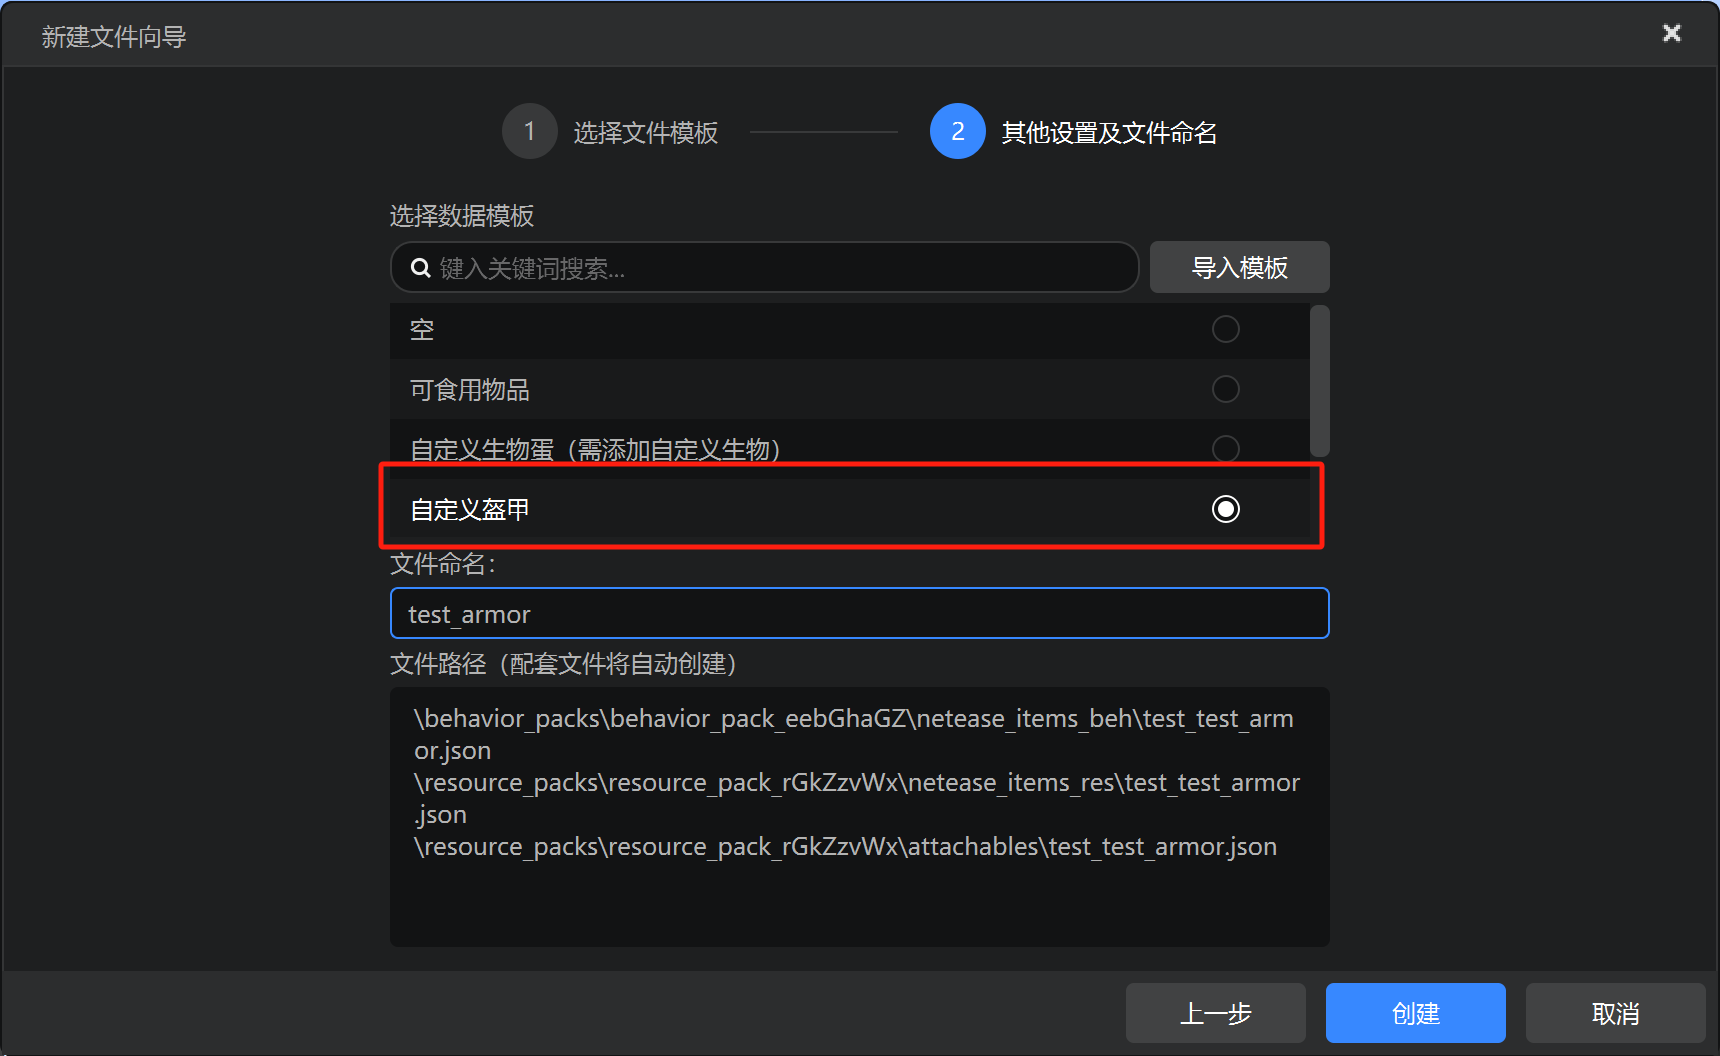 新建文件向导
1 选择文件模板 2 其他设置及文件命名
选择数据模板
键入关键词搜索... 导入模板
空
可食用物品
自定义生物蛋（需添加自定义生物）
自定义盔甲
文件命名：
test_armor
文件路径（配套文件将自动创建）
\behavior_packs\behavior_pack_eebGhaGZ\netease_items_beh\test_test_arm
or.json
\resource_packs\resource_pack_rGkZzvWx\netease_items_res\test_test_armor
.json
\resource_packs\resource_pack_rGkZzvWx\attachables\test_test_armor.json
上一步 创建 取消